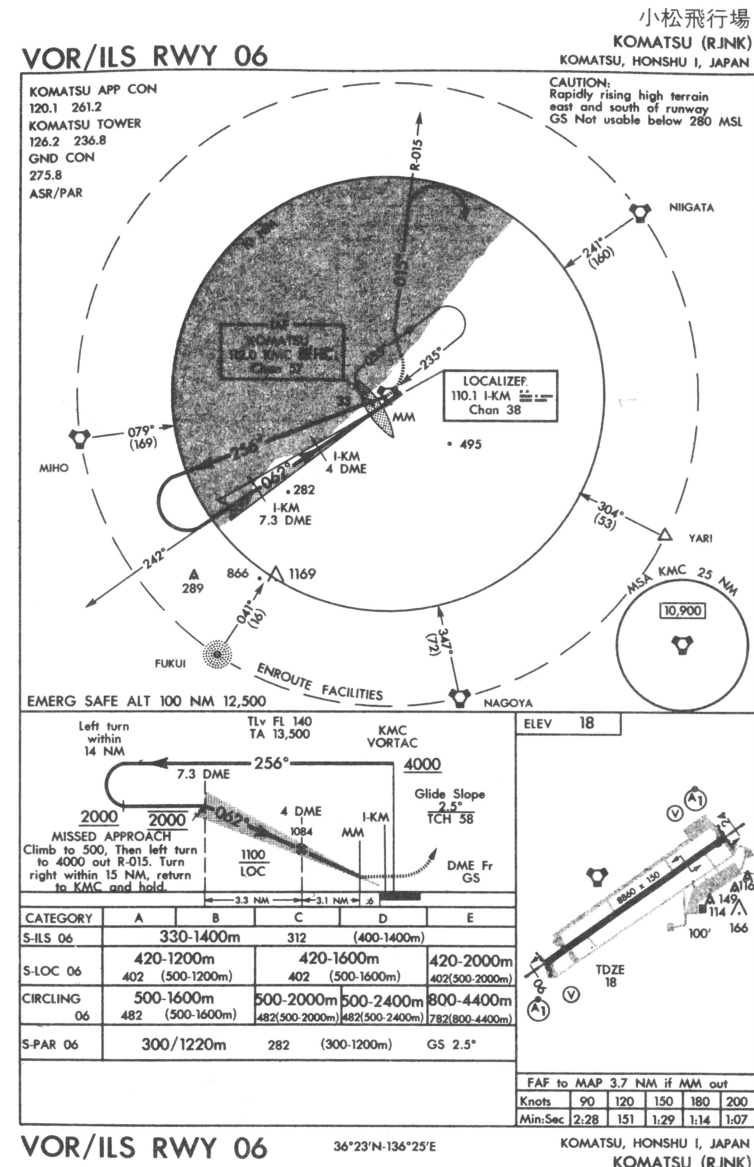 小松飛行場
VOR/ILS RWY 06
KOMATSU (RJNK)
KOMATSU, HONSHU I, JAPAN
KOMATSU APP CON
120.1 261.2
KOMATSU TOWER
126.2 236.8
GND CON
275.8
ASR/PAR
CAUTION:
Rapidly rising high terrain
east and south of runway
GS Not usable below 280 MSL
R-015
015°
NIIGATA
241°
(160)
IAF
KOMATSU
112.0 KMC
Chan 57
235°
33
LOCALIZER
110.1 I-KM
Chan 38
MM
495
079°
(169)
MIHO
256°
I-KM
4 DME
062°
282
I-KM
7.3 DME
304°
(53)
YARI
242°
289
866
1169
041°
(16)
FUKUI
347°
(72)
NAGOYA
ENROUTE FACILITIES
MSA KMC 25 NM
10,900
EMERG SAFE ALT 100 NM 12,500
Left turn
within
14 NM
TLv FL 140
TA 13,500
KMC
VORTAC
256°
4000
7.3 DME
Glide Slope
2.5°
TCH 58
2000
2000
062°
4 DME
1084
MM
I-KM
1100
LOC
DME Fr
GS
MISSED APPROACH
Climb to 500, Then left turn
to 4000 out R-015. Turn
right within 15 NM, return
to KMC and hold.
3.3 NM
3.1 NM
.6
ELEV 18
A1
V
8860 x 150
116
149
114
166
100'
TDZE
18
06
V
A1
CATEGORY A B C D E
S-ILS 06 330-1400m 312 (400-1400m)
S-LOC 06 420-1200m 420-1600m 420-2000m
402 (500-1200m) 402 (500-1600m) 402(500-2000m)
CIRCLING 500-1600m 500-2000m 500-2400m 800-4400m
06 482 (500-1600m) 482(500-2000m) 482(500-2400m) 782(800-4400m)
S-PAR 06 300/1220m 282 (300-1200m) GS 2.5°
FAF to MAP 3.7 NM if MM out
Knots 90 120 150 180 200
Min:Sec 2:28 151 1:29 1:14 1:07
VOR/ILS RWY 06
36°23'N-136°25'E
KOMATSU, HONSHU I, JAPAN
KOMATSU (RJNK)